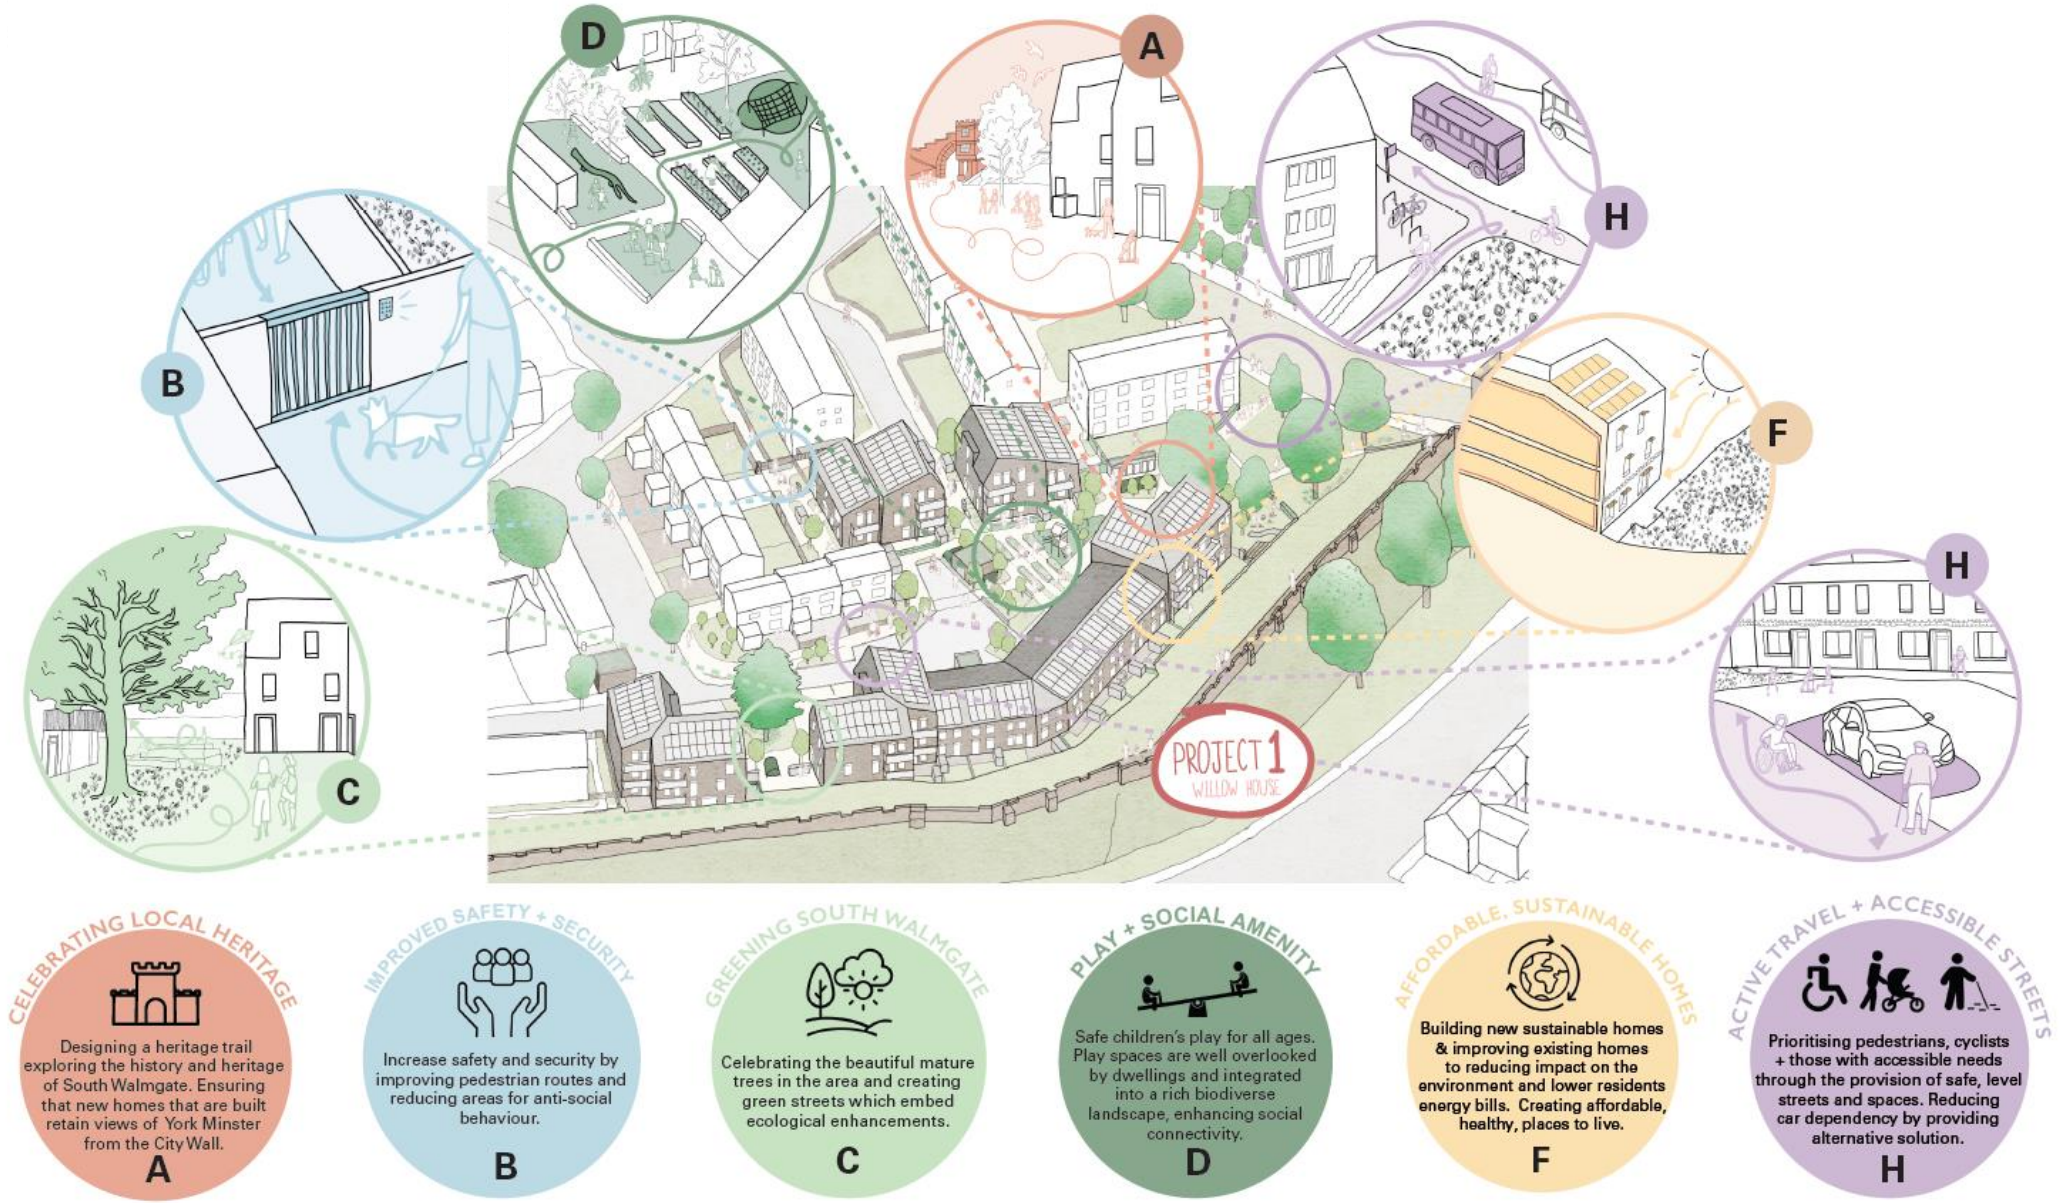 D
A
H
B
F
H
C
PROJECT 1
WILLOW HOUSE
CELEBRATING LOCAL HERITAGE
Designing a heritage trail
exploring the history and heritage
of South Walmgate. Ensuring
that new homes that are built
retain views of York Minster
from the City Wall.
A
IMPROVED SAFETY + SECURITY
Increase safety and security by
improving pedestrian routes and
reducing areas for anti-social
behaviour.
B
GREENING SOUTH WALMGATE
Celebrating the beautiful mature
trees in the area and creating
green streets which embed
ecological enhancements.
C
PLAY + SOCIAL AMENITY
Safe children's play for all ages.
Play spaces are well overlooked
by dwellings and integrated
into a rich biodiverse
landscape, enhancing social
connectivity.
D
AFFORDABLE, SUSTAINABLE HOMES
Building new sustainable homes
& improving existing homes
to reducing impact on the
environment and lower residents
energy bills. Creating affordable,
healthy, places to live.
F
ACTIVE TRAVEL + ACCESSIBLE STREETS
Prioritising pedestrians, cyclists
+ those with accessible needs
through the provision of safe, level
streets and spaces. Reducing
car dependency by providing
alternative solution.
H